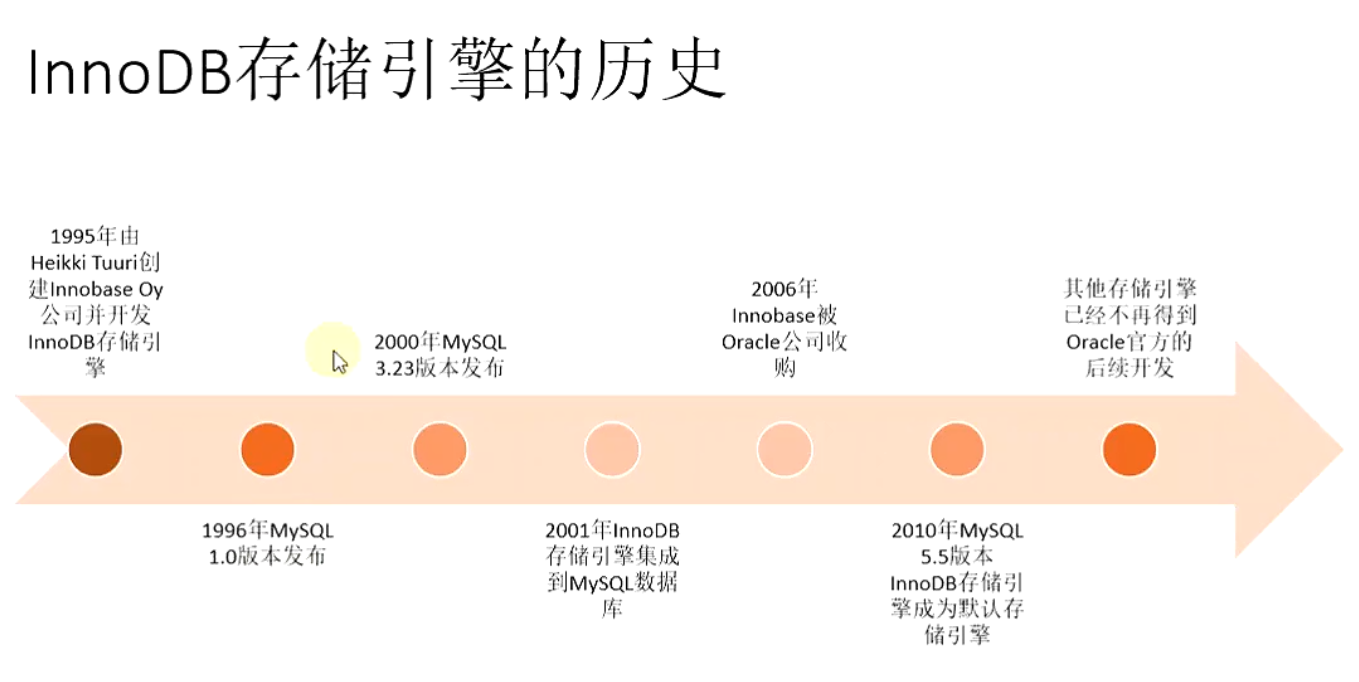 InnoDB存储引擎的历史
1995年由
Heikki Tuuri创
建Innobase Oy
公司并开发
InnoDB存储引
擎
1996年MySQL
1.0版本发布
2000年MySQL
3.23版本发布
2001年InnoDB
存储引擎集成
到MySQL数据
库
2006年
Innobase被
Oracle公司收
购
2010年MySQL
5.5版本
InnoDB存储引
擎成为默认存
储引擎
其他存储引擎
已经不再得到
Oracle官方的
后续开发